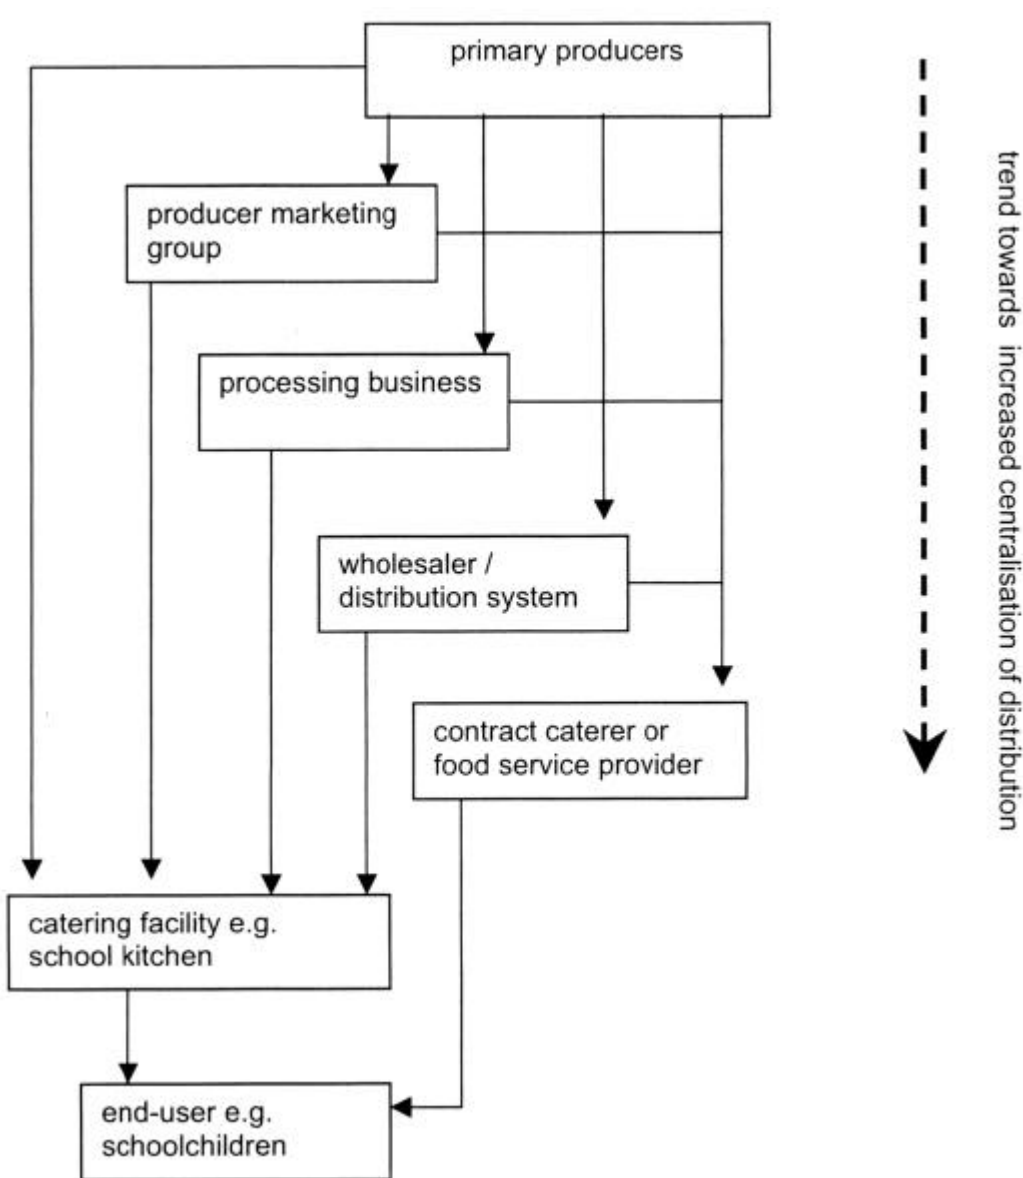 primary producers
producer marketing
group
processing business
wholesaler /
distribution system
contract caterer or
food service provider
catering facility e.g.
school kitchen
end-user e.g.
schoolchildren
trend towards increased centralisation of distribution